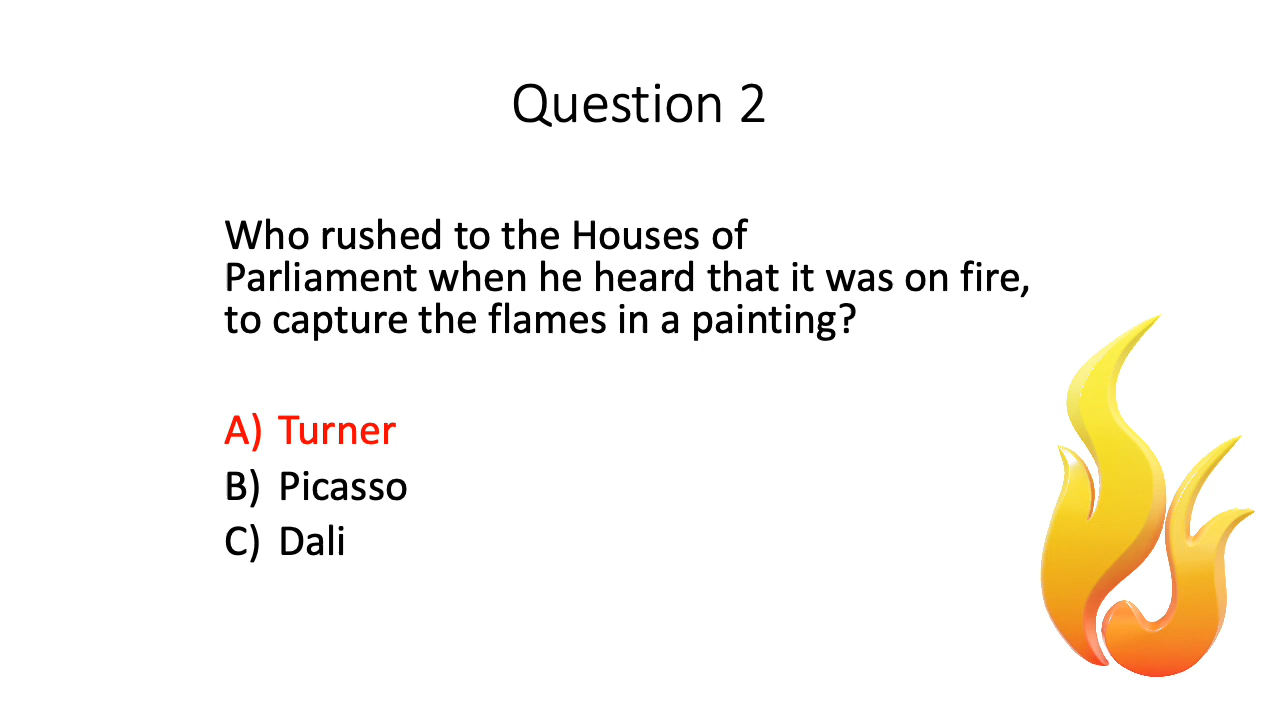 Question 2
Who rushed to the Houses of
Parliament when he heard that it was on fire,
to capture the flames in a painting?
A) Turner
B) Picasso
C) Dali